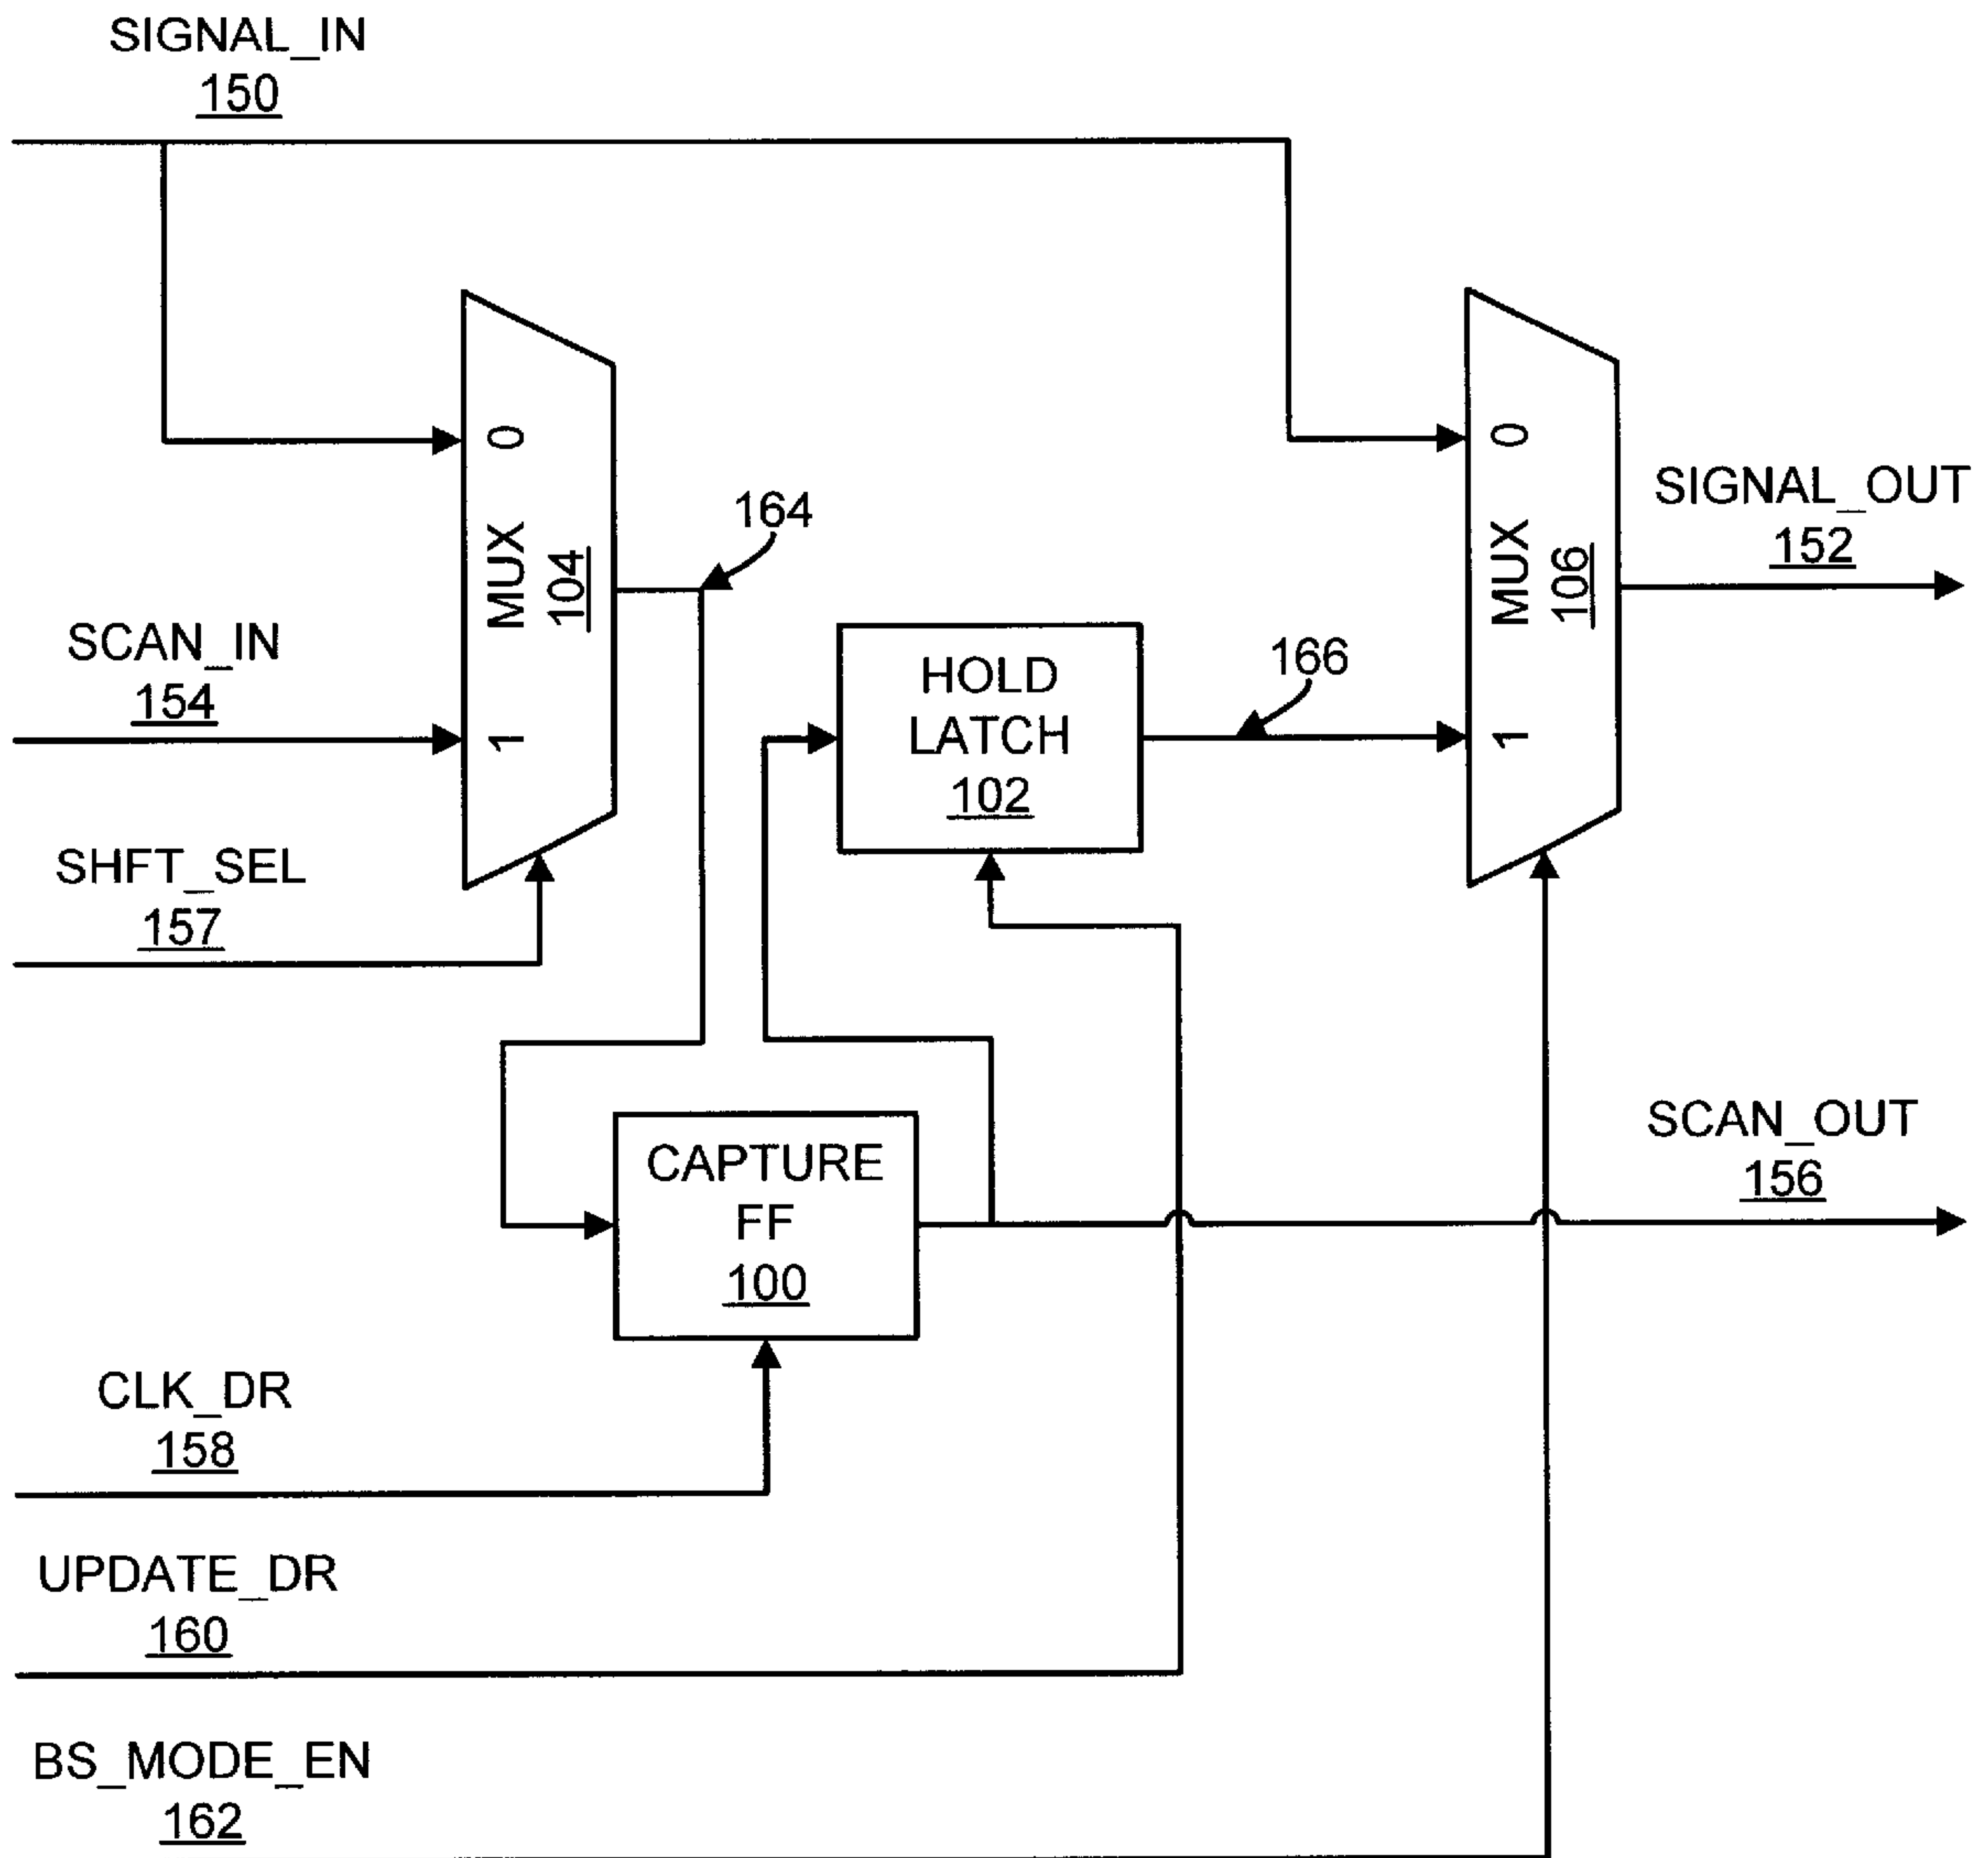 SIGNAL_IN
150
0
MUX
104
1
164
SCAN_IN
154
SHFT_SEL
157
HOLD
LATCH
102
166
0
MUX
106
1
SIGNAL_OUT
152
CAPTURE
FF
100
SCAN_OUT
156
CLK_DR
158
UPDATE_DR
160
BS_MODE_EN
162